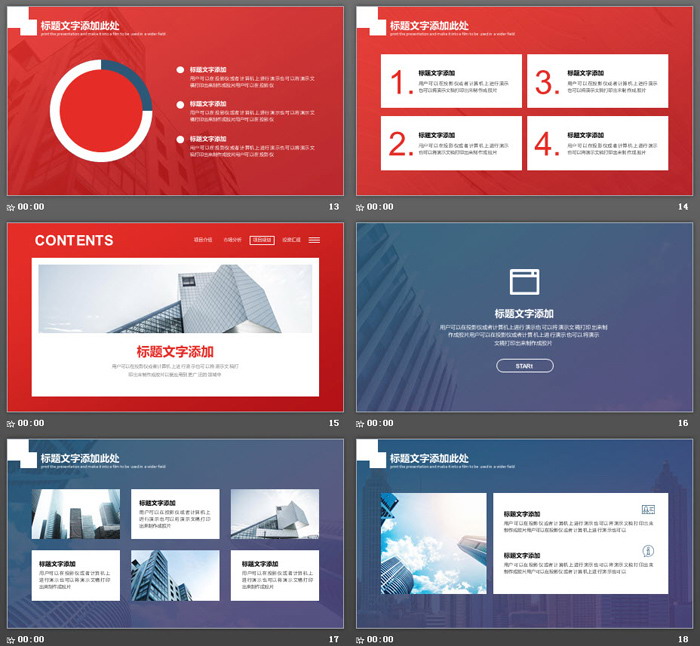 标题文字添加此处
print the presentation and make it into a film to be used in a wider field
标题文字添加
用户可以在投影仪或者计算机上进行演示也可以将演示文
稿打印出来制作成胶片用户可以在投影仪
标题文字添加
用户可以在投影仪或者计算机上进行演示也可以将演示文
稿打印出来制作成胶片用户可以在投影仪
标题文字添加
用户可以在投影仪或者计算机上进行演示也可以将演示文
稿打印出来制作成胶片用户可以在投影仪
00:00
13
标题文字添加此处
print the presentation and make it into a film to be used in a wider field
1.
标题文字添加
用户可以在投影仪或者计算机上进行演示
也可以将演示文稿打印出来制作成胶片
3.
标题文字添加
用户可以在投影仪或者计算机上进行演示
也可以将演示文稿打印出来制作成胶片
2.
标题文字添加
用户可以在投影仪或者计算机上进行演示
也可以将演示文稿打印出来制作成胶片
4.
标题文字添加
用户可以在投影仪或者计算机上进行演示
也可以将演示文稿打印出来制作成胶片
00:00
14
CONTENTS
项目介绍 市场分析 项目规划 投资汇报
标题文字添加
用户可以在投影仪或者计算机上进行演示也可以将演示文稿打
印出来制作成胶片以便应用到更广泛的领域中
00:00
15
标题文字添加
用户可以在投影仪或者计算机上进行演示也可以将演示文稿打印出来制
作成胶片用户可以在投影仪或者计算机上进行演示也可以将演示
文稿打印出来制作成胶片
START
00:00
16
标题文字添加此处
print the presentation and make it into a film to be used in a wider field
标题文字添加
用户可以在投影仪或者计算机上
进行演示也可以将演示文稿打印
出来制作成胶片
标题文字添加
用户可以在投影仪或者计算机上
进行演示也可以将演示文稿打印
出来制作成胶片
标题文字添加
用户可以在投影仪或者计算机上
进行演示也可以将演示文稿打印
出来制作成胶片
00:00
17
标题文字添加此处
print the presentation and make it into a film to be used in a wider field
标题文字添加
用户可以在投影仪或者计算机上进行演示也可以将演示文稿打印出来
制作成胶片用户可以在投影仪或者计算机上进行演示也可以
标题文字添加
用户可以在投影仪或者计算机上进行演示也可以将演示文稿打印出来
制作成胶片用户可以在投影仪或者计算机上进行演示也可以
00:00
18